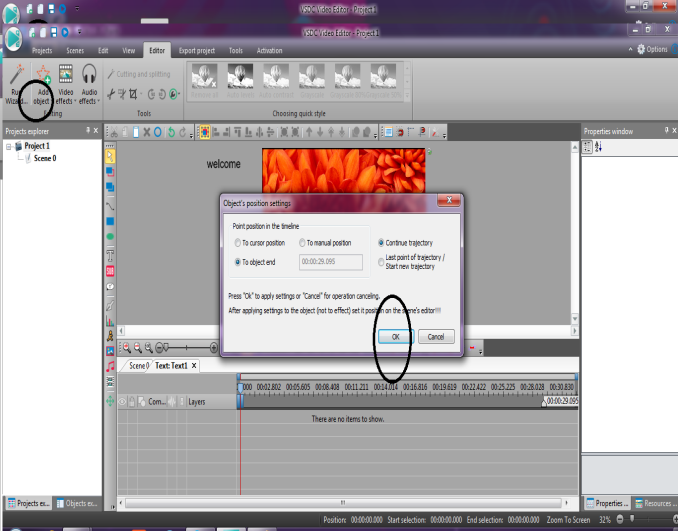 VSDC Video Editor - Project1
VSDC Video Editor - Project1
Projects Scenes Edit View Editor Export project Tools Activation
Options
Run Wizard...
Add object
Video effects
Audio effects
Cutting and splitting
Editing
Tools
Choosing quick style
Projects explorer
Project 1
Scene 0
Properties window
welcome
Object's position settings
Point position in the timeline
To cursor position
To manual position
Continue trajectory
To object end
00:00:29.095
Last point of trajectory /
Start new trajectory
Press "Ok" to apply settings or "Cancel" for operation canceling.
After applying settings to the object (not to effect) set it position on the scene's editor!!!!
OK
Cancel
Scene 0 Text: Text1 X
000 00:02.802 00:05.605 00:08.408 00:11.211 00:14.014 00:16.816 00:19.619 00:22.422 00:25.225 00:28.028 00:30.830
00:00:29.095
Com... Layers
There are no items to show.
Projects ex... Objects ex...
Properties ... Resources ...
Position: 00:00:00.000 Start selection: 00:00:00.000 End selection: 00:00:00.000 Zoom To Screen 32%